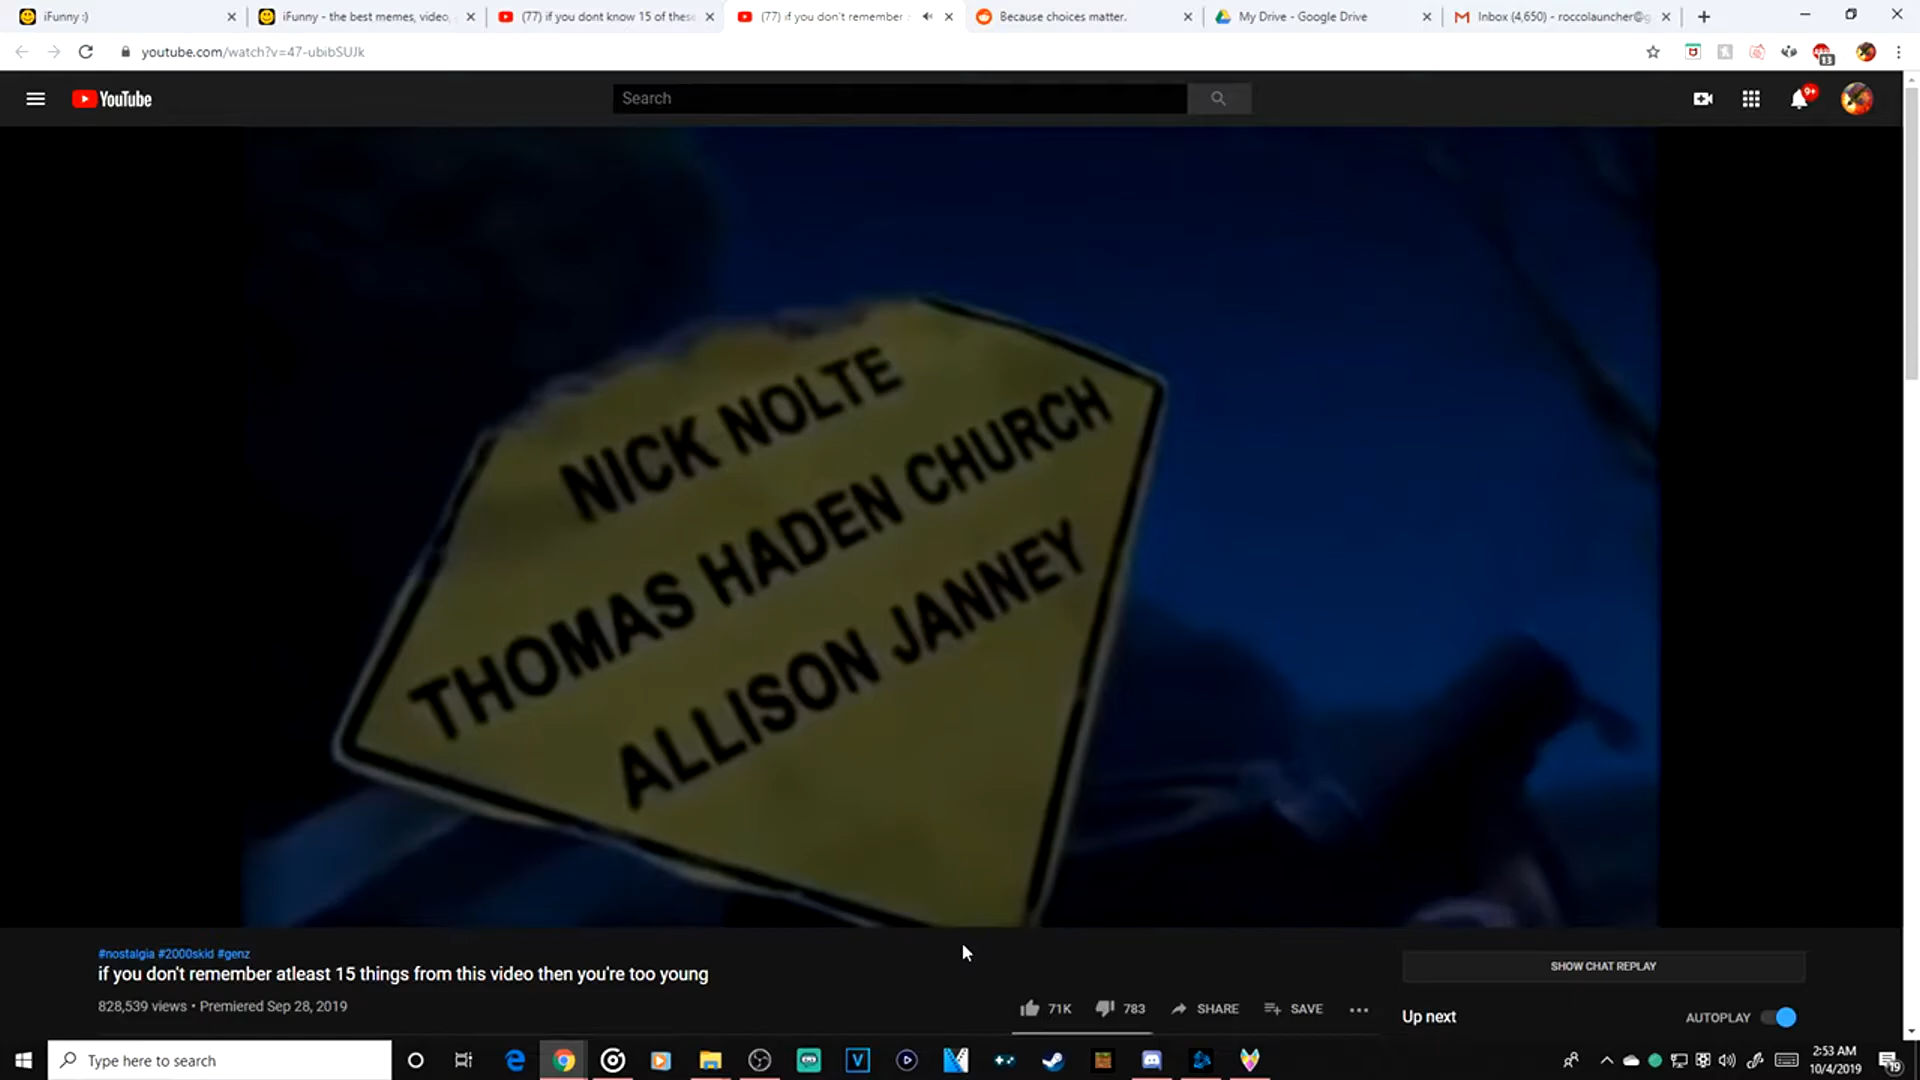 iFunny :)
iFunny - the best memes, video,
(77) if you dont know 15 of these
(77) if you don't remember
Because choices matter.
My Drive - Google Drive
Inbox (4,650) - roccolauncher@g
youtube.com/watch?v=47-ubibSUJk
13
YouTube
Search
9+
NICK NOLTE
THOMAS HADEN CHURCH
ALLISON JANNEY
#nostalgia #2000skid #genz
if you don't remember atleast 15 things from this video then you're too young
828,539 views • Premiered Sep 28, 2019
71K
783
SHARE
SAVE
SHOW CHAT REPLAY
Up next
AUTOPLAY
Type here to search
2:53 AM
10/4/2019
19